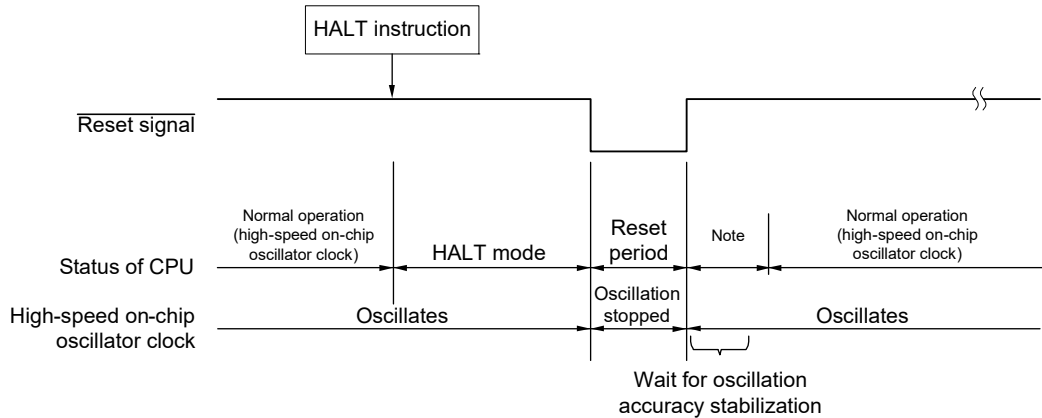 HALT instruction
Reset signal
Normal operation
(high-speed on-chip
oscillator clock)
HALT mode
Reset
period
Note
Normal operation
(high-speed on-chip
oscillator clock)
Status of CPU
High-speed on-chip
oscillator clock
Oscillates
Oscillation
stopped
Oscillates
Wait for oscillation
accuracy stabilization